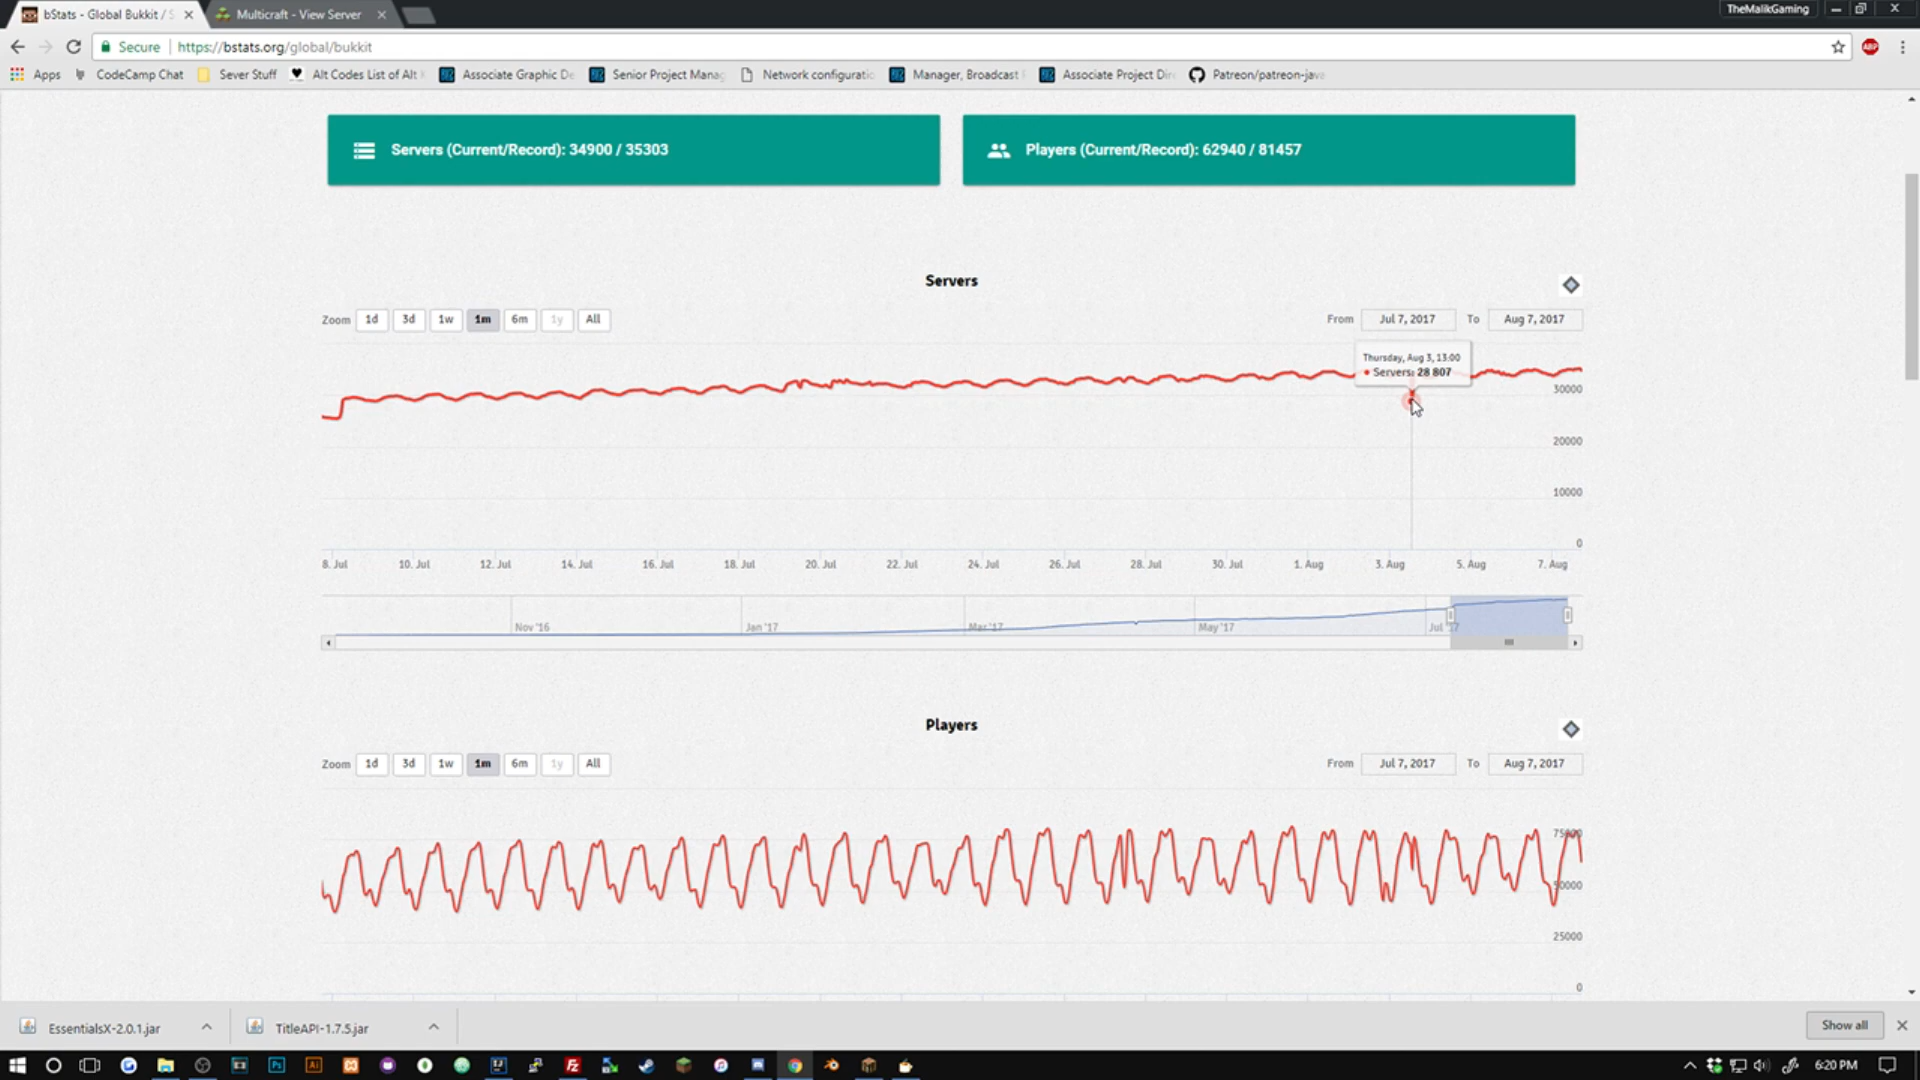 bStats - Global Bukkit / S
Multicraft - View Server
TheMalikGaming
Secure
https://bstats.org/global/bukkit
ABP
Apps
CodeCamp Chat
Sever Stuff
Alt Codes List of Alt
Associate Graphic De
Senior Project Manag
Network configuratio
Manager, Broadcast
Associate Project Dir
Patreon/patreon-java
Servers (Current/Record): 34900 / 35303
Players (Current/Record): 62940 / 81457
Servers
Zoom 1d 3d 1w 1m 6m 1y All
From Jul 7, 2017 To Aug 7, 2017
Thursday, Aug 3, 13:00
Servers: 28 807
30000
20000
10000
0
8. Jul 10. Jul 12. Jul 14. Jul 16. Jul 18. Jul 20. Jul 22. Jul 24. Jul 26. Jul 28. Jul 30. Jul 1. Aug 3. Aug 5. Aug 7. Aug
Nov '16 Jan '17 Mar '17 May '17 Jul '17
Players
Zoom 1d 3d 1w 1m 6m 1y All
From Jul 7, 2017 To Aug 7, 2017
75000
50000
25000
0
EssentialsX-2.0.1.jar
TitleAPI-1.7.5.jar
Show all
Ps
Ai
IJ
Fz
6:20 PM